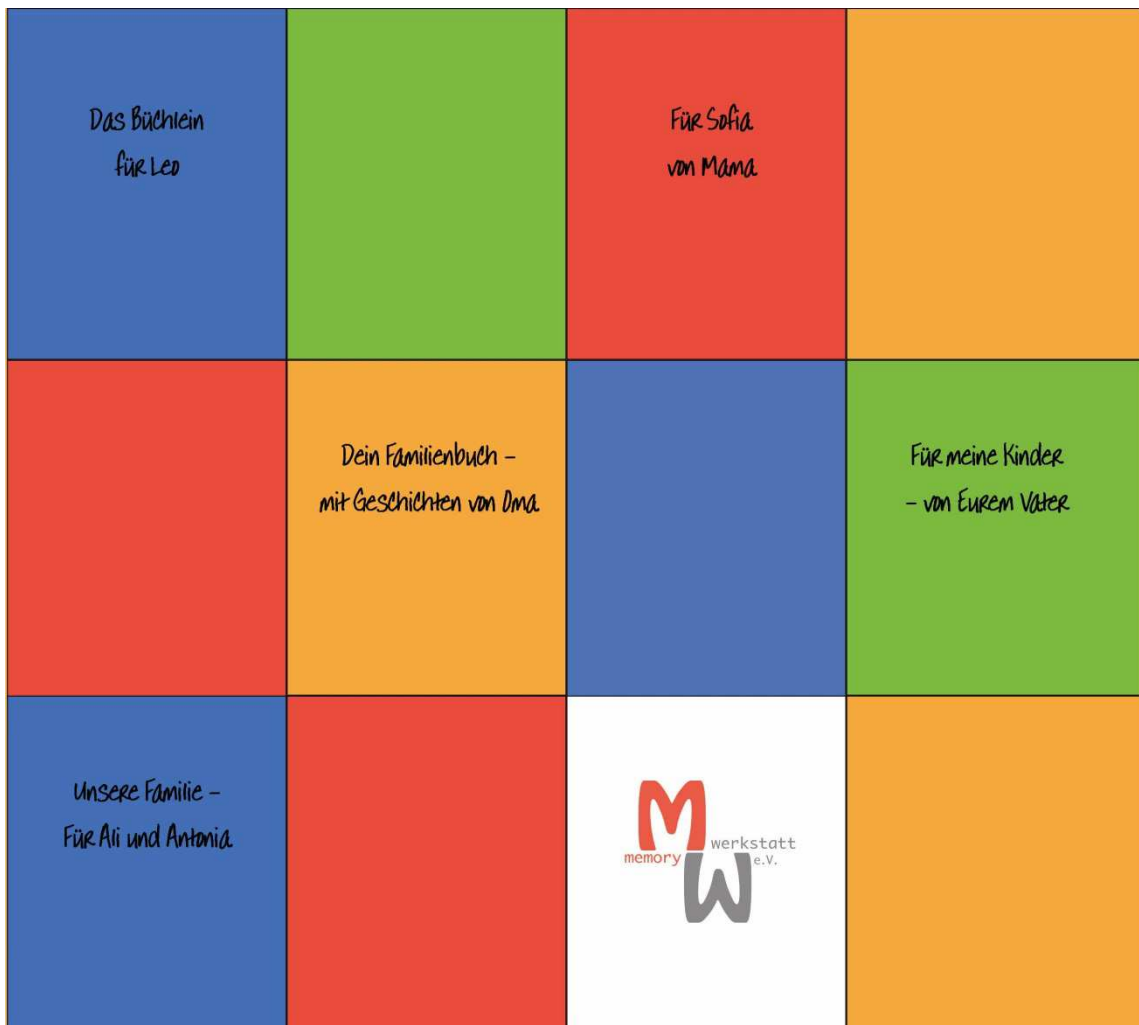 Das Büchlein
für Leo
Für Sofia
von Mama
Dein Familienbuch –
mit Geschichten von Oma
Für meine Kinder
– von Eurem Vater
Unsere Familie –
Für Ali und Antonia
M
werkstatt
memory
e.V.
W